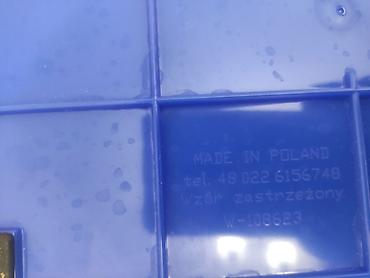 MADE IN POLAND
tel. 48 022 6156748
Wzór zastrzeżony
W-108623